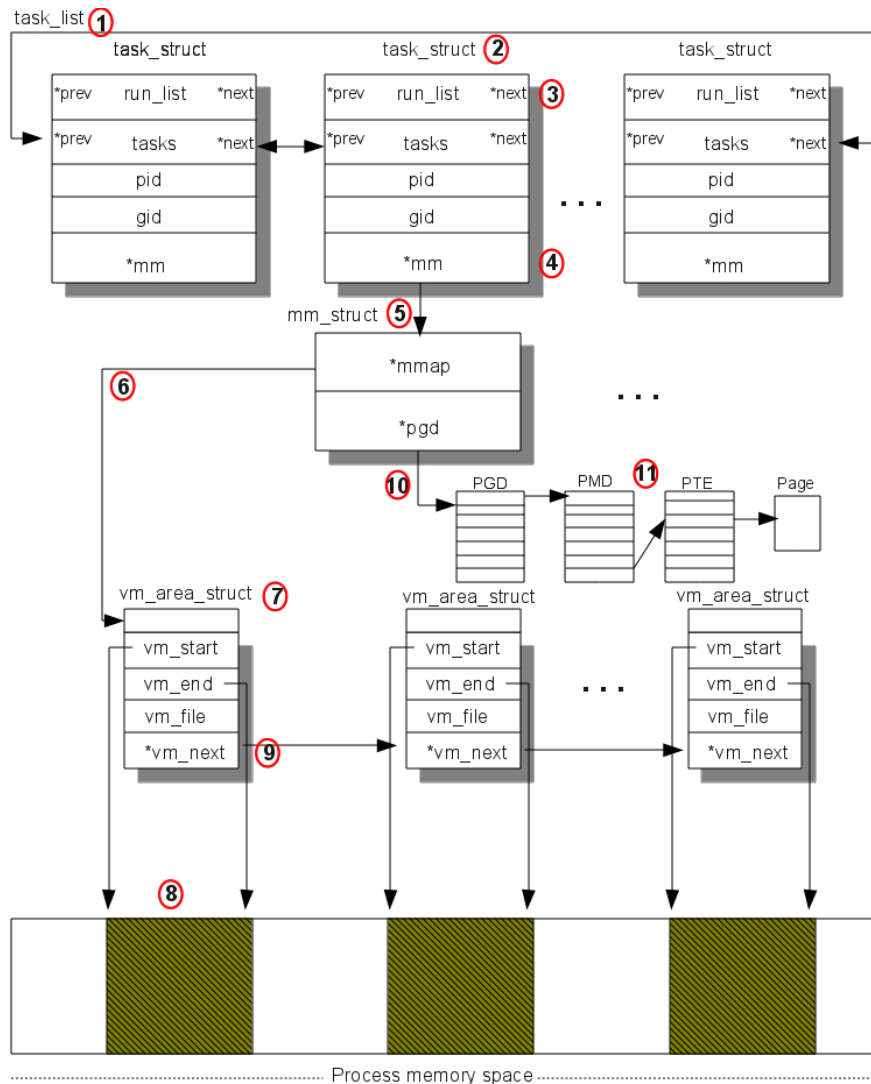 task_list 1
task_struct
task_struct 2
task_struct
*prev run_list *next
*prev run_list *next 3
*prev run_list *next
*prev tasks *next
*prev tasks *next
*prev tasks *next
pid
pid
pid
gid
gid
. . .
gid
*mm
*mm 4
*mm
mm_struct 5
*mmap
6
. . .
*pgd
10
PGD
PMD
11
PTE
Page
vm_area_struct 7
vm_area_struct
vm_area_struct
vm_start
vm_start
vm_start
vm_end
vm_end
. . .
vm_end
vm_file
vm_file
vm_file
*vm_next 9
*vm_next
*vm_next
8
Process memory space